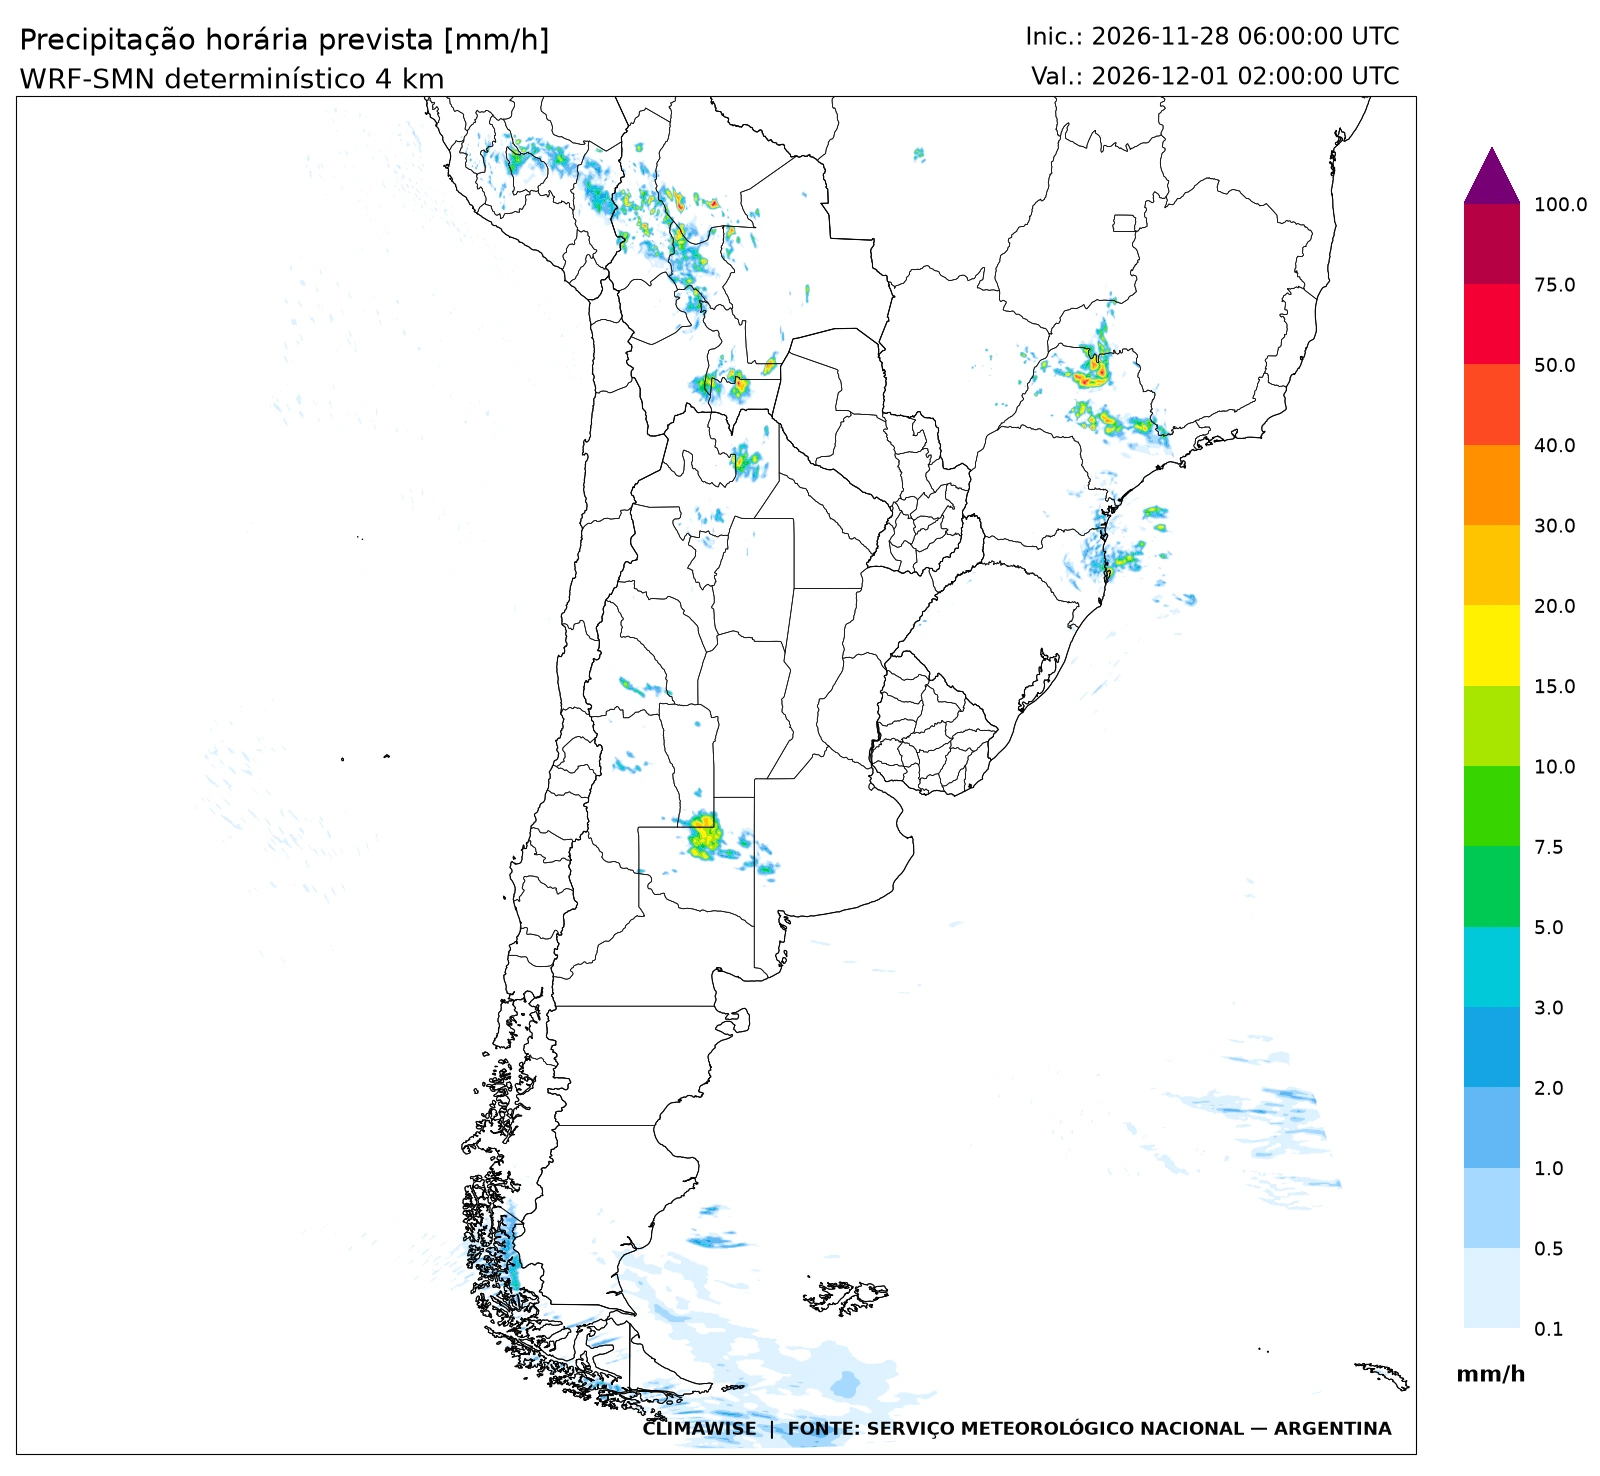 Precipitação horária prevista [mm/h]
WRF-SMN determinístico 4 km
Inic.: 2026-11-28 06:00:00 UTC
Val.: 2026-12-01 02:00:00 UTC
100.0
75.0
50.0
40.0
30.0
20.0
15.0
10.0
7.5
5.0
3.0
2.0
1.0
0.5
0.1
mm/h
CLIMAWISE | FONTE: SERVIÇO METEOROLÓGICO NACIONAL — ARGENTINA